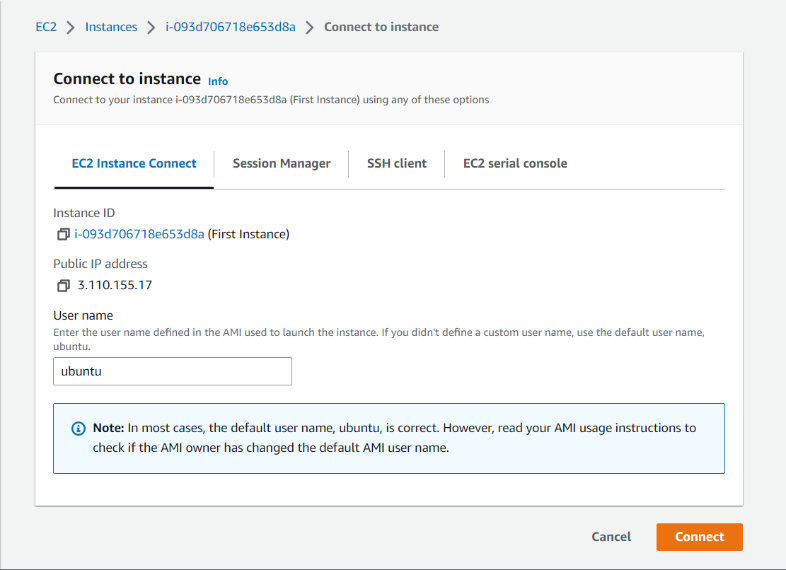 EC2 > Instances > i-093d706718e653d8a > Connect to instance
Connect to instance Info
Connect to your instance i-093d706718e653d8a (First Instance) using any of these options
EC2 Instance Connect Session Manager SSH client EC2 serial console
Instance ID
i-093d706718e653d8a (First Instance)
Public IP address
3.110.155.17
User name
Enter the user name defined in the AMI used to launch the instance. If you didn't define a custom user name, use the default user name,
ubuntu.
ubuntu
Note: In most cases, the default user name, ubuntu, is correct. However, read your AMI usage instructions to
check if the AMI owner has changed the default AMI user name.
Cancel Connect